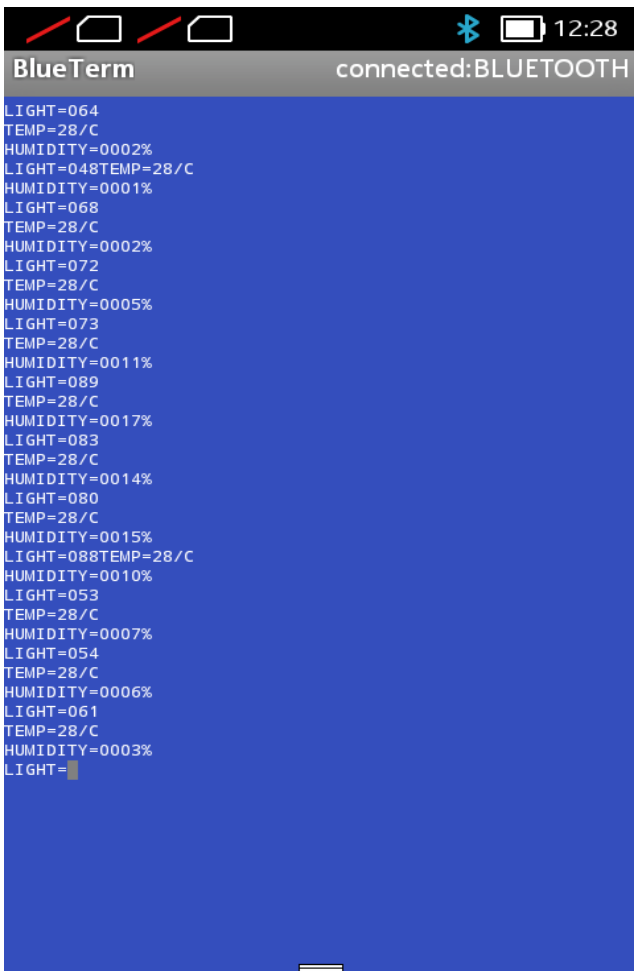 12:28
BlueTerm connected:BLUETOOTH
LIGHT=064
TEMP=28/C
HUMIDITY=0002%
LIGHT=048TEMP=28/C
HUMIDITY=0001%
LIGHT=068
TEMP=28/C
HUMIDITY=0002%
LIGHT=072
TEMP=28/C
HUMIDITY=0005%
LIGHT=073
TEMP=28/C
HUMIDITY=0011%
LIGHT=089
TEMP=28/C
HUMIDITY=0017%
LIGHT=083
TEMP=28/C
HUMIDITY=0014%
LIGHT=080
TEMP=28/C
HUMIDITY=0015%
LIGHT=088TEMP=28/C
HUMIDITY=0010%
LIGHT=053
TEMP=28/C
HUMIDITY=0007%
LIGHT=054
TEMP=28/C
HUMIDITY=0006%
LIGHT=061
TEMP=28/C
HUMIDITY=0003%
LIGHT=